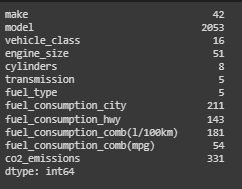 make 42
model 2053
vehicle_class 16
engine_size 51
cylinders 8
transmission 5
fuel_type 5
fuel_consumption_city 211
fuel_consumption_hwy 143
fuel_consumption_comb(l/100km) 181
fuel_consumption_comb(mpg) 54
co2_emissions 331
dtype: int64